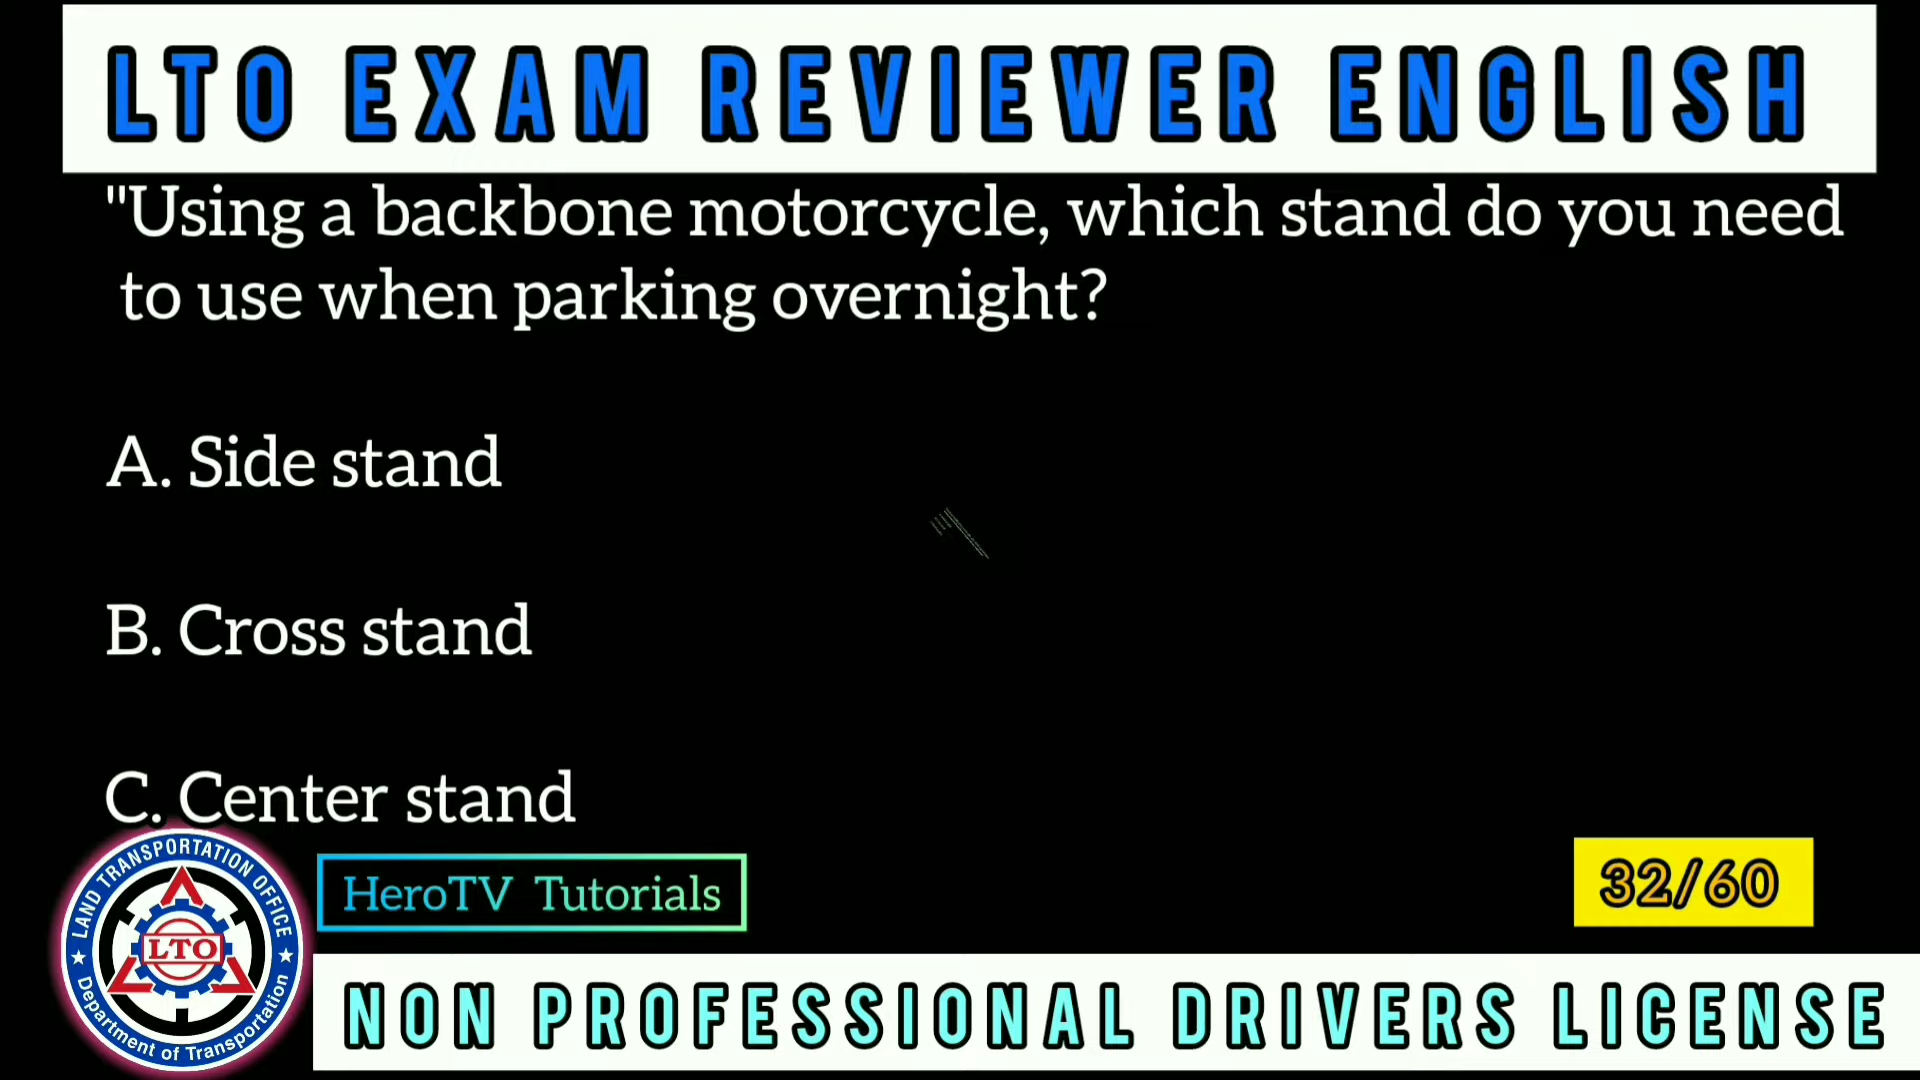 LTO EXAM REVIEWER ENGLISH
"Using a backbone motorcycle, which stand do you need
to use when parking overnight?
A. Side stand
B. Cross stand
C. Center stand
LAND TRANSPORTATION OFFICE
LTO
Department of Transportation
HeroTV Tutorials
32/60
NON PROFESSIONAL DRIVERS LICENSE